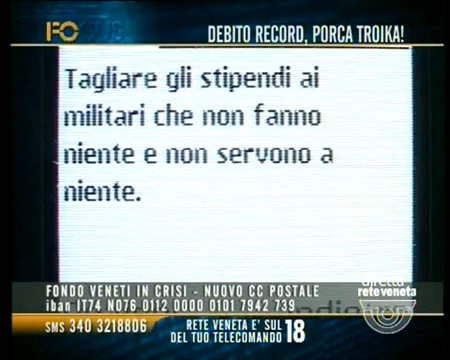 FOCUS
DEBITO RECORD, PORCA TROIKA!
Tagliare gli stipendi ai
militari che non fanno
niente e non servono a
niente.
FONDO VENETI IN CRISI - NUOVO CC POSTALE
iban IT74 N076 0112 0000 0101 7942 739
diretta
reteveneta
SMS 340 3218806
RETE VENETA E' SUL
DEL TUO TELECOMANDO 18